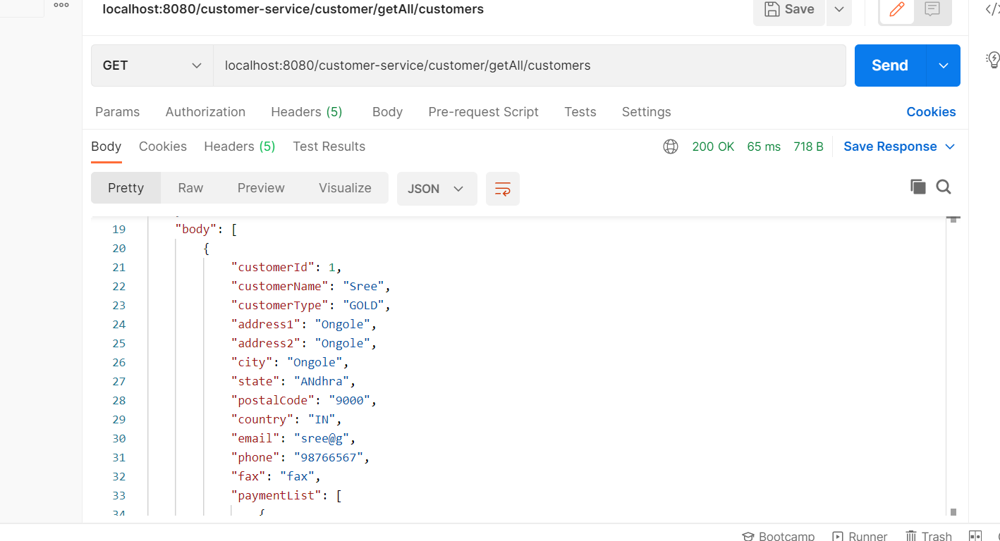 localhost:8080/customer-service/customer/getAll/customers
Save
GET
localhost:8080/customer-service/customer/getAll/customers
Send
Params Authorization Headers (5) Body Pre-request Script Tests Settings Cookies
Body Cookies Headers (5) Test Results 200 OK 65 ms 718 B Save Response
Pretty Raw Preview Visualize JSON
19 "body": [
20 {
21 "customerId": 1,
22 "customerName": "Sree",
23 "customerType": "GOLD",
24 "address1": "Ongole",
25 "address2": "Ongole",
26 "city": "Ongole",
27 "state": "ANdhra",
28 "postalCode": "9000",
29 "country": "IN",
30 "email": "sree@g",
31 "phone": "98766567",
32 "fax": "fax",
33 "paymentList": [
34 {
Bootcamp Runner Trash